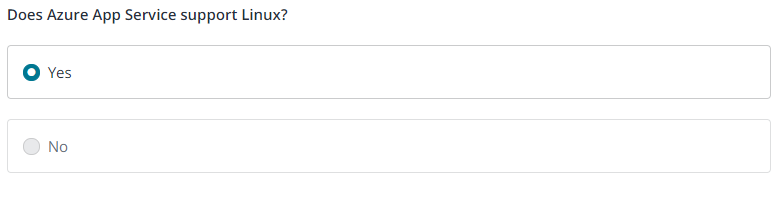 Does Azure App Service support Linux?
Yes
No